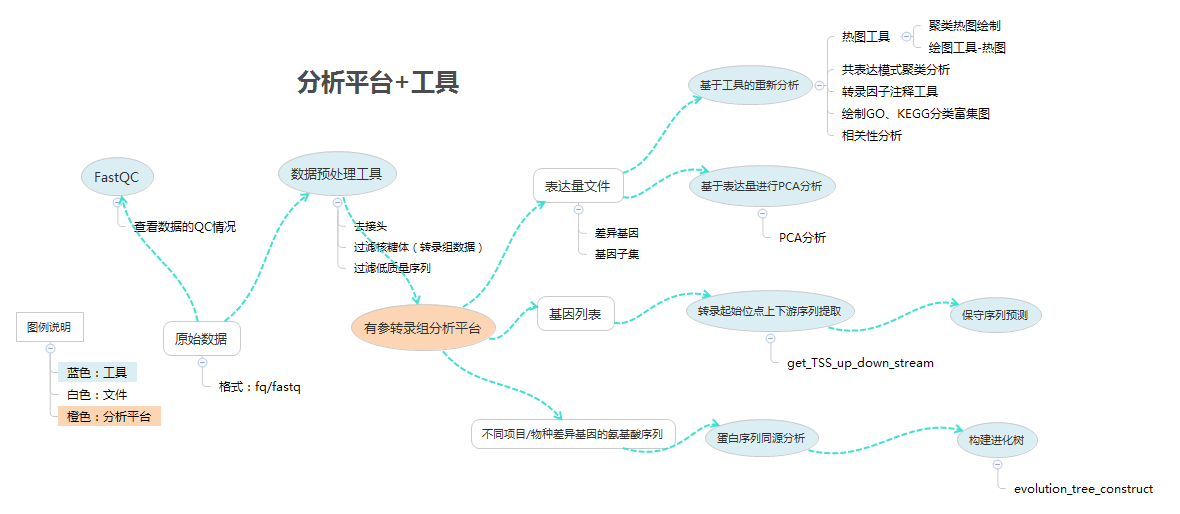 分析平台+工具
FastQC
查看数据的QC情况
数据预处理工具
去接头
过滤核糖体（转录组数据）
过滤低质量序列
图例说明
蓝色：工具
白色：文件
橙色：分析平台
原始数据
格式：fq/fastq
有参转录组分析平台
表达量文件
差异基因
基因子集
基于工具的重新分析
热图工具
聚类热图绘制
绘图工具-热图
共表达模式聚类分析
转录因子注释工具
绘制GO、KEGG分类富集图
相关性分析
基于表达量进行PCA分析
PCA分析
基因列表
转录起始位点上下游序列提取
get_TSS_up_down_stream
保守序列预测
不同项目/物种差异基因的氨基酸序列
蛋白序列同源分析
构建进化树
evolution_tree_construct